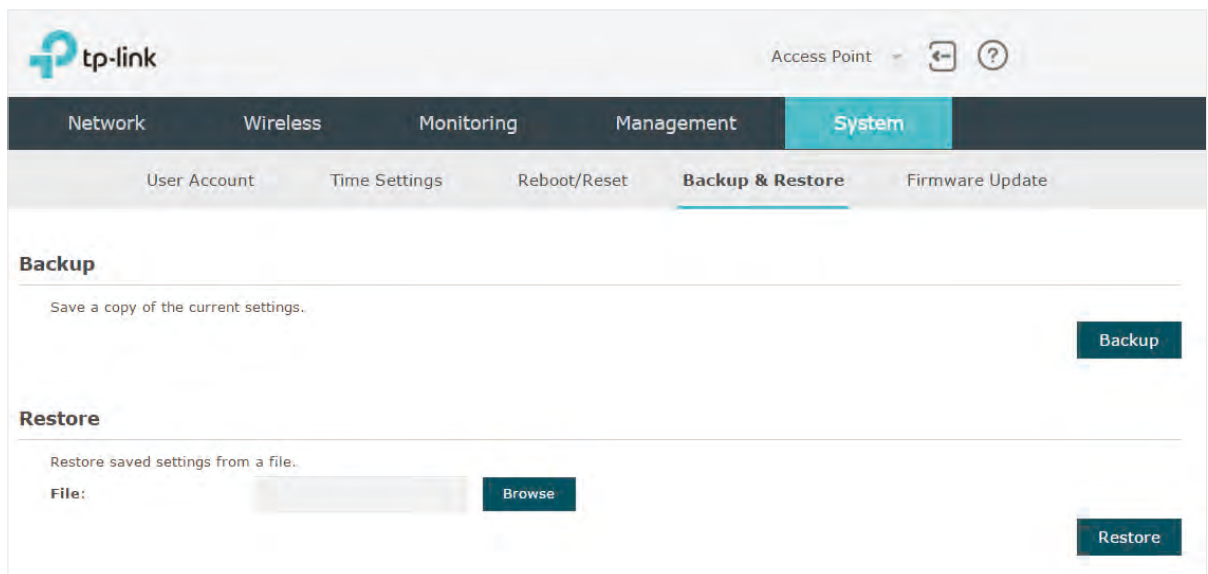 tp-link
Access Point
Network Wireless Monitoring Management System
User Account Time Settings Reboot/Reset Backup & Restore Firmware Update
Backup
Save a copy of the current settings.
Backup
Restore
Restore saved settings from a file.
File: Browse
Restore